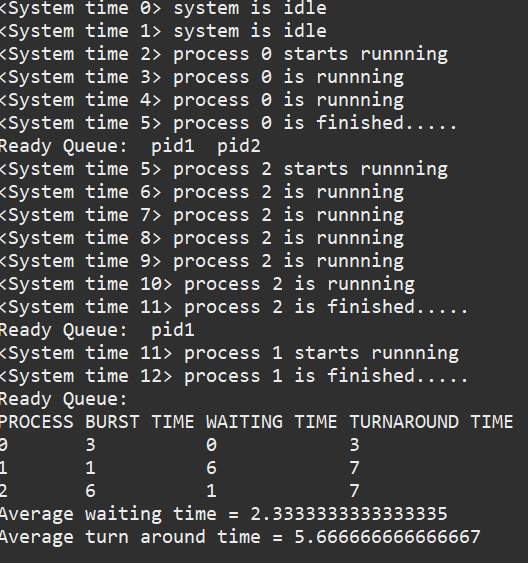 <System time 0> system is idle
<System time 1> system is idle
<System time 2> process 0 starts runnning
<System time 3> process 0 is runnning
<System time 4> process 0 is runnning
<System time 5> process 0 is finished.....
Ready Queue:  pid1  pid2
<System time 5> process 2 starts runnning
<System time 6> process 2 is runnning
<System time 7> process 2 is runnning
<System time 8> process 2 is runnning
<System time 9> process 2 is runnning
<System time 10> process 2 is runnning
<System time 11> process 2 is finished.....
Ready Queue:  pid1
<System time 11> process 1 starts runnning
<System time 12> process 1 is finished.....
Ready Queue:
PROCESS BURST TIME WAITING TIME TURNAROUND TIME
0       3          0            3
1       1          6            7
2       6          1            7
Average waiting time = 2.3333333333333335
Average turn around time = 5.666666666666667